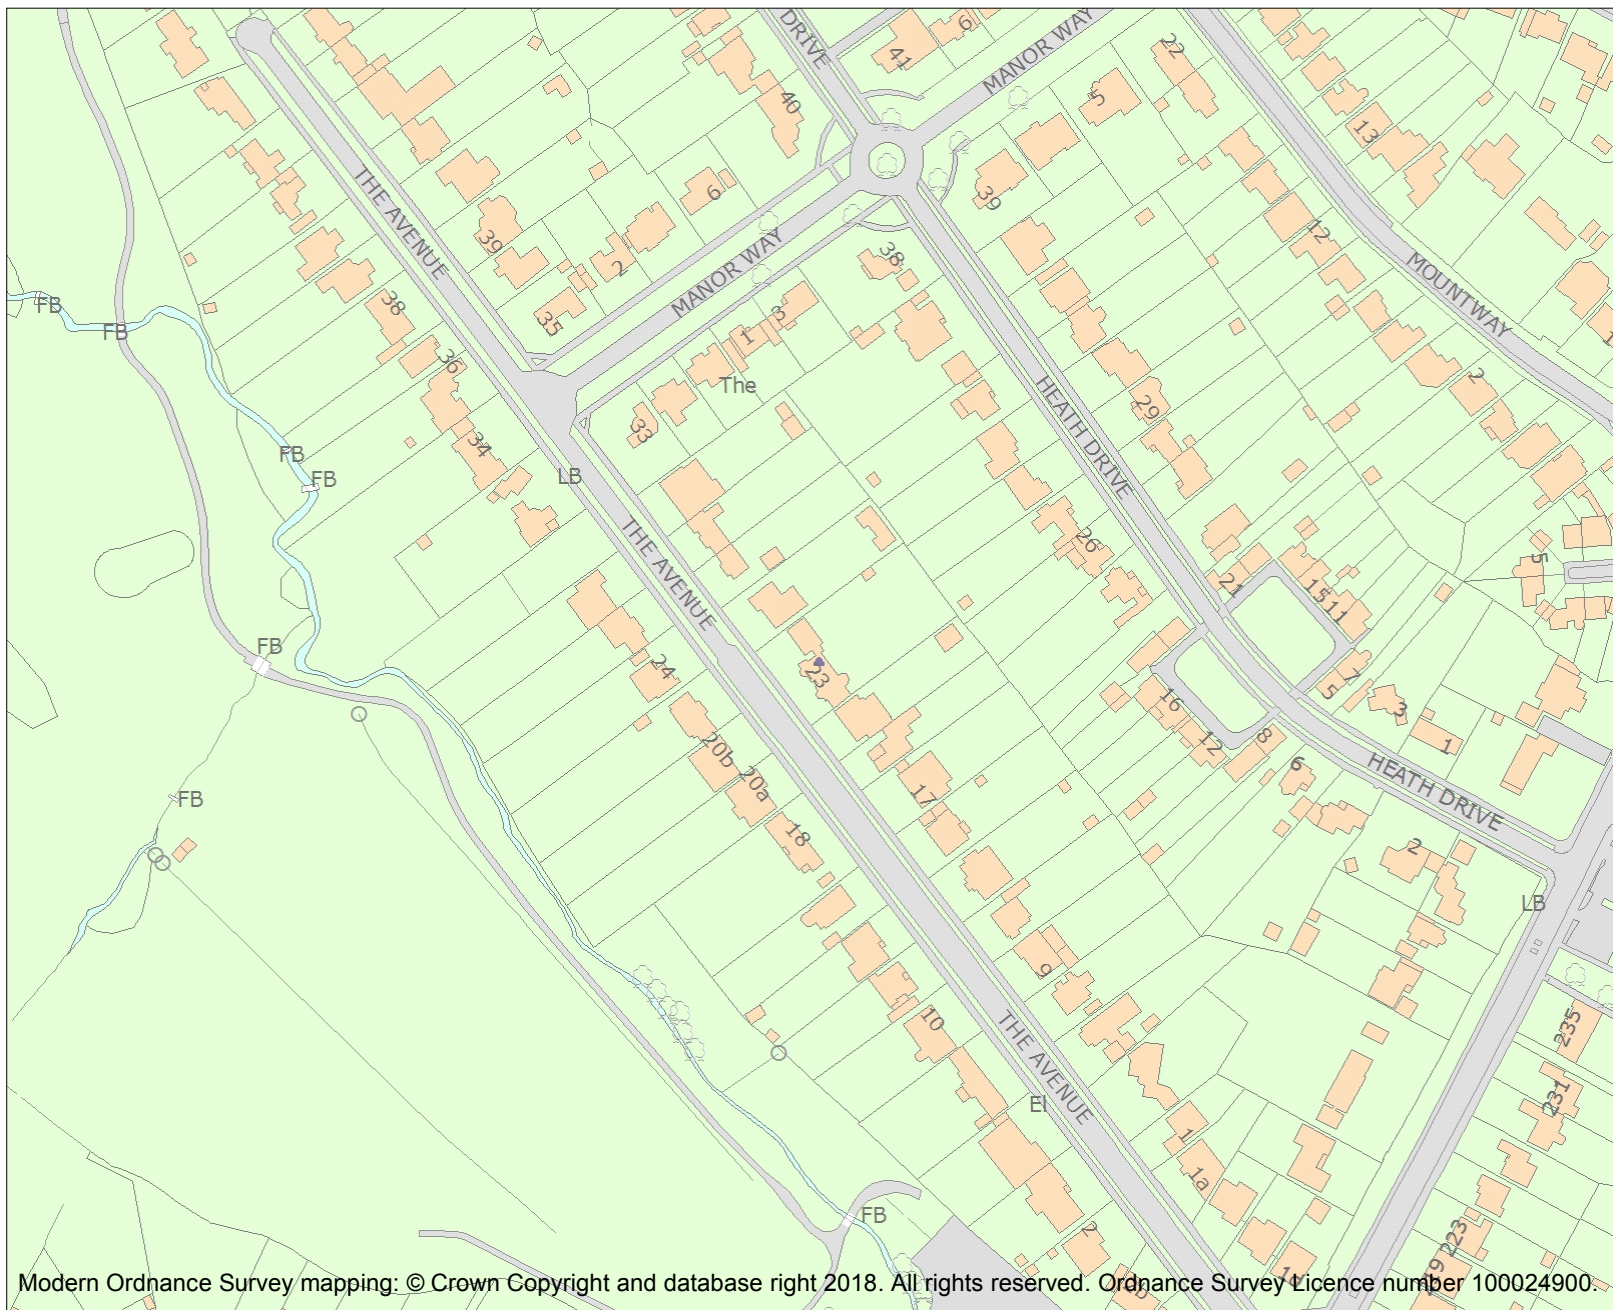 DRIVE
6
41
MANOR WAY
22
5
40
13
THE AVENUE
6
39
39
12
2
38
MANOR WAY
MOUNTWAY
FB
FB
38
35
3
1
36
The
2
HEATH DRIVE
29
33
34
FB
FB
LB
THE AVENUE
26
5
21
15
11
FB
24
23
7
5
3
16
1
12
8
6
20b
20a
HEATH DRIVE
17
FB
18
2
LB
9
10
235
THE AVENUE
El
231
1
1a
FB
2
223
Modern Ordnance Survey mapping: © Crown Copyright and database right 2018. All rights reserved. Ordnance Survey Licence number 100024900.